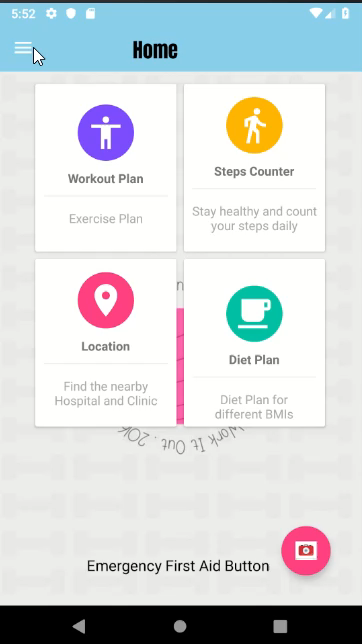 5:52
Home
Workout Plan
Exercise Plan
Steps Counter
Stay healthy and count
your steps daily
Location
Find the nearby
Hospital and Clinic
Diet Plan
Diet Plan for
different BMIs
Work It Out . 20
Emergency First Aid Button